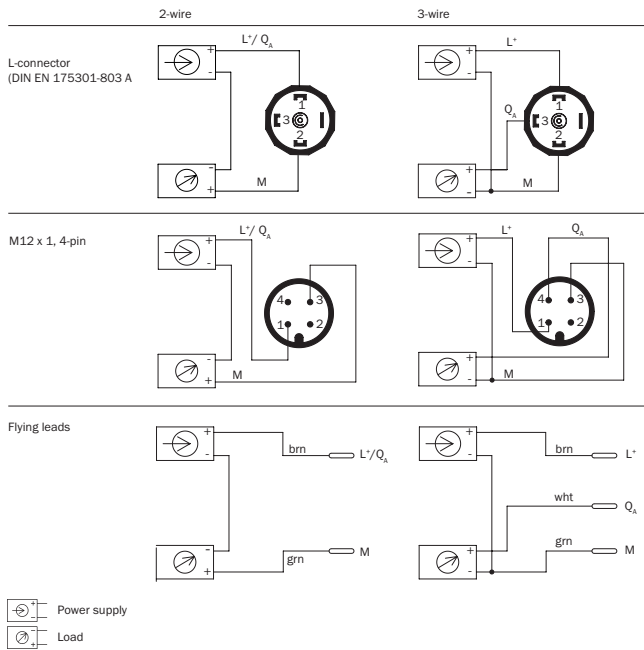 2-wire 3-wire
L-connector
(DIN EN 175301-803 A
+ L⁺/ Q_A
-
1
3
2
-
+ M
+ L⁺
-
Q_A
1
3
2
+
- M
M12 x 1, 4-pin
+ L⁺/ Q_A
-
4 3
1 2
-
+ M
+ L⁺ Q_A
-
4 3
1 2
+
- M
Flying leads
+ brn L⁺/Q_A
-
-
+ grn M
+ brn L⁺
-
wht Q_A
+
- grn M
+
- Power supply
-
+ Load